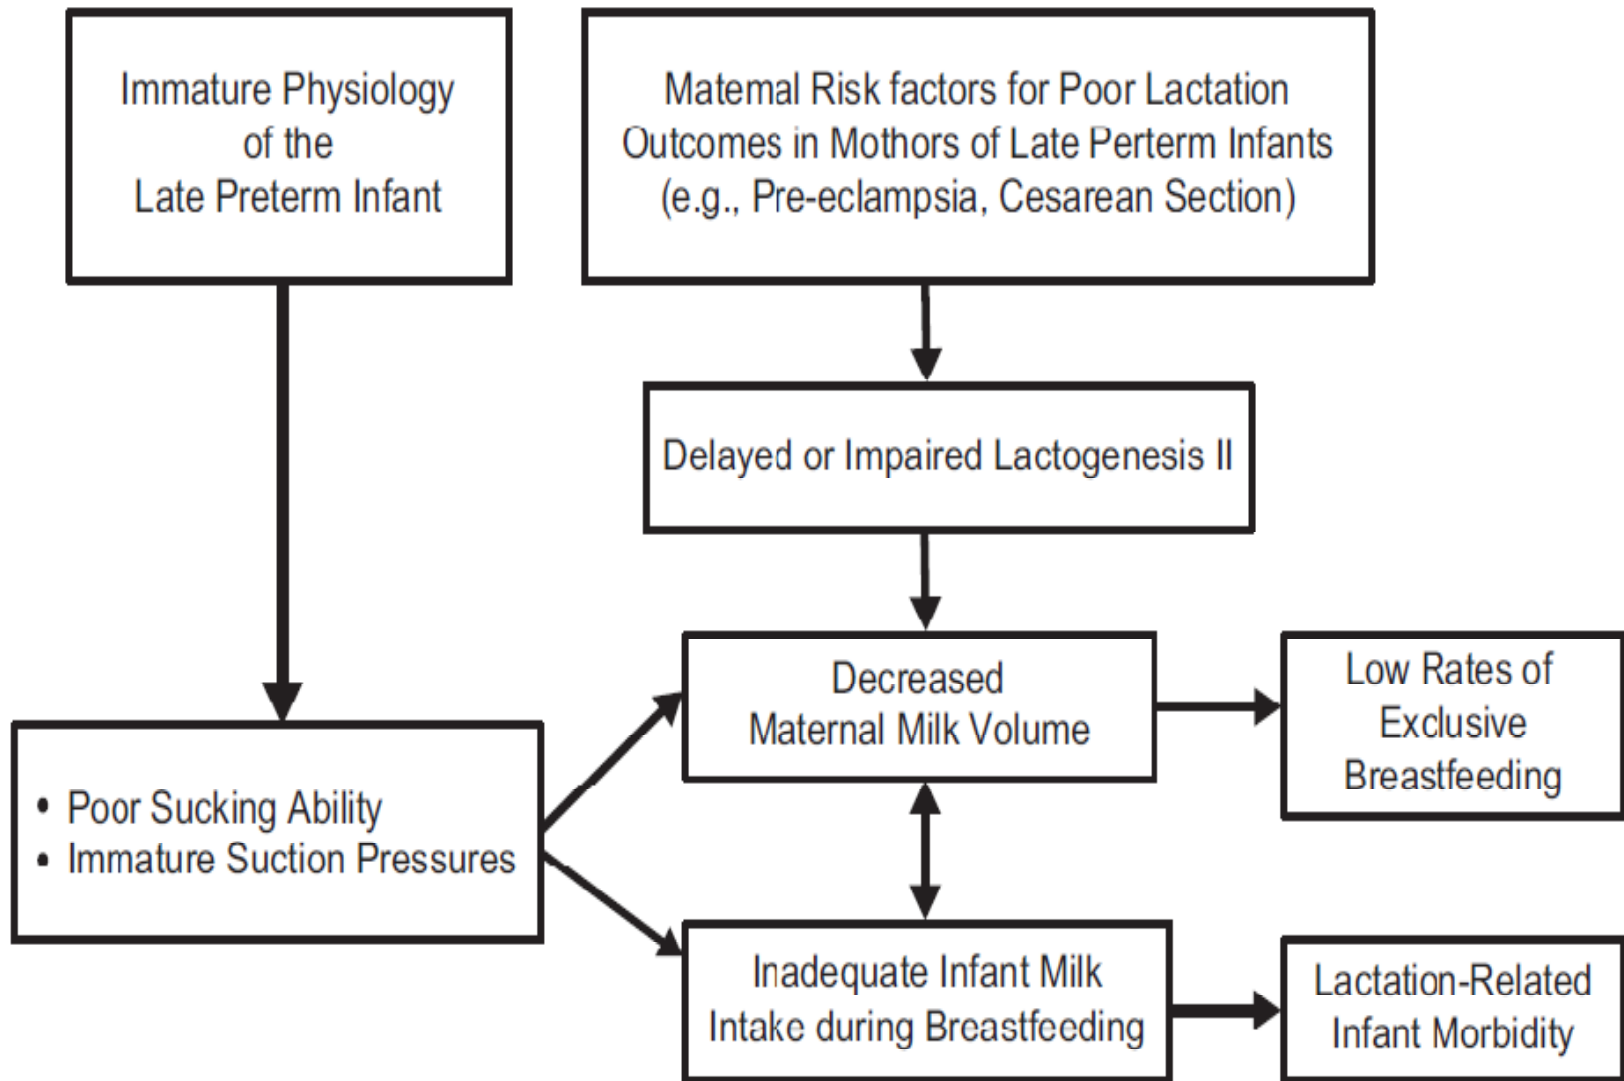 Immature Physiology
of the
Late Preterm Infant
Matemal Risk factors for Poor Lactation
Outcomes in Mothors of Late Perterm Infants
(e.g., Pre-eclampsia, Cesarean Section)
Delayed or Impaired Lactogenesis II
Decreased
Maternal Milk Volume
Low Rates of
Exclusive
Breastfeeding
• Poor Sucking Ability
• Immature Suction Pressures
Inadequate Infant Milk
Intake during Breastfeeding
Lactation-Related
Infant Morbidity